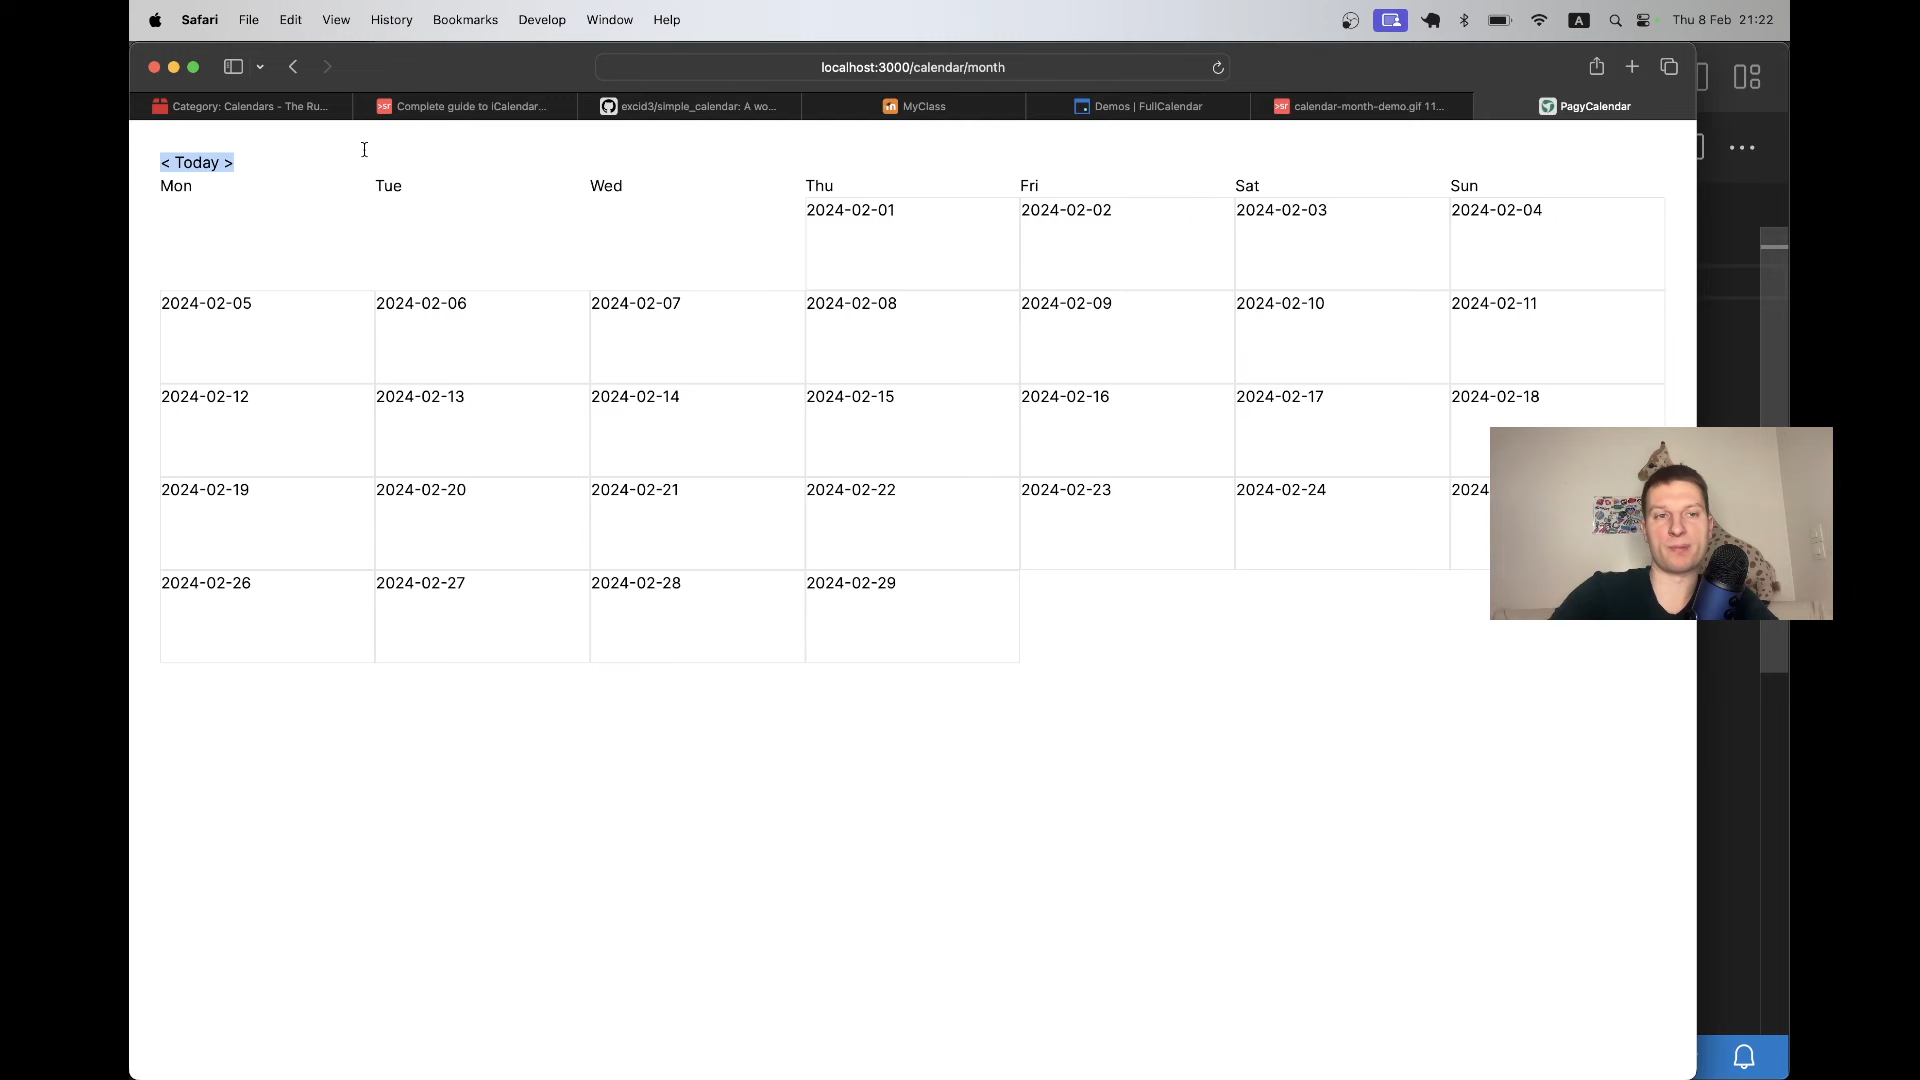 Safari File Edit View History Bookmarks Develop Window Help A Thu 8 Feb 21:22
localhost:3000/calendar/month
Category: Calendars - The Ru... >sr Complete guide to iCalendar... excid3/simple_calendar: A wo... MyClass Demos | FullCalendar >sr calendar-month-demo.gif 11... PagyCalendar
< Today >
Mon Tue Wed Thu Fri Sat Sun
2024-02-01 2024-02-02 2024-02-03 2024-02-04
2024-02-05 2024-02-06 2024-02-07 2024-02-08 2024-02-09 2024-02-10 2024-02-11
2024-02-12 2024-02-13 2024-02-14 2024-02-15 2024-02-16 2024-02-17 2024-02-18
2024-02-19 2024-02-20 2024-02-21 2024-02-22 2024-02-23 2024-02-24 2024
2024-02-26 2024-02-27 2024-02-28 2024-02-29